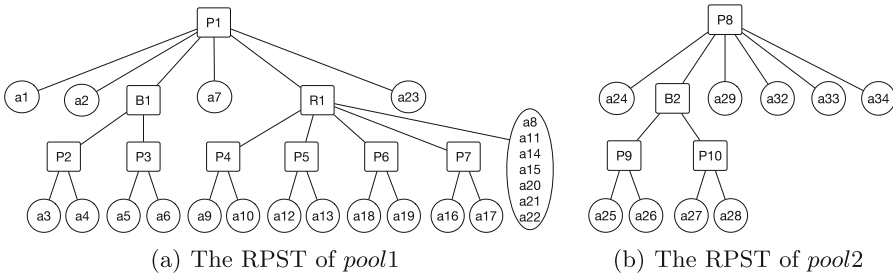 P1
P8
a1
a2
B1
a7
R1
a23
a24
B2
a29
a32
a33
a34
P2
P3
P4
P5
P6
P7
a8
a11
a14
a15
a20
a21
a22
P9
P10
a3
a4
a5
a6
a9
a10
a12
a13
a18
a19
a16
a17
a25
a26
a27
a28
(a) The RPST of pool1
(b) The RPST of pool2